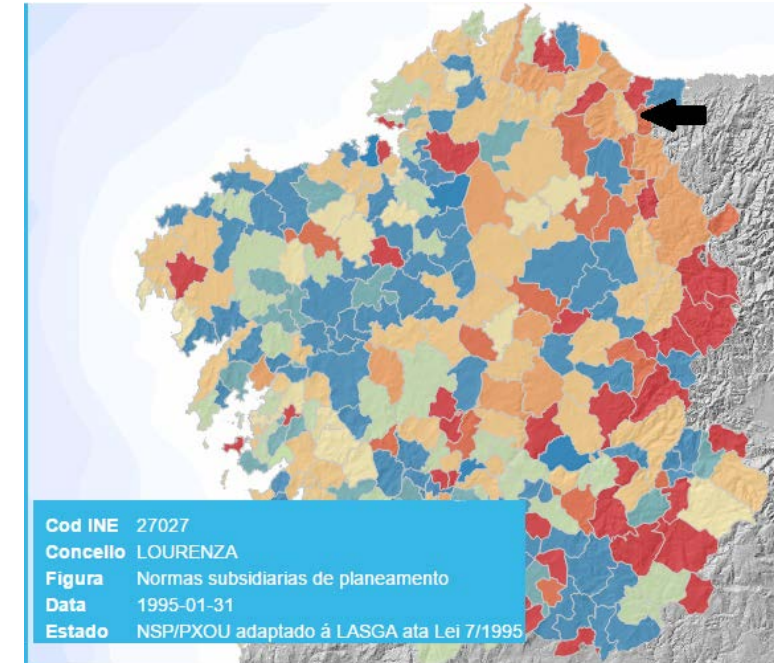 Cod INE 27027
Concello LOURENZA
Figura Normas subsidiarias de planeamento
Data 1995-01-31
Estado NSP/PXOU adaptado á LASGA ata Lei 7/1995